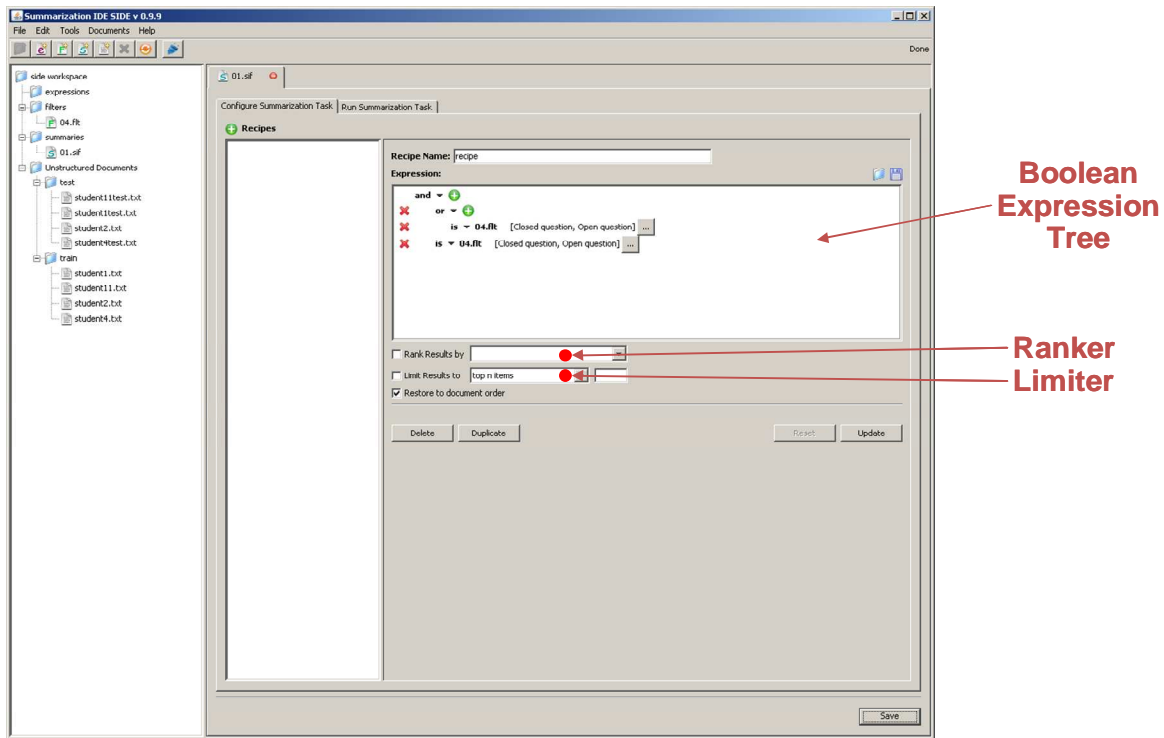 Summarization IDE SIDE v 0.9.9
File Edit Tools Documents Help
Done
side workspace
expressions
filters
04.flt
summaries
01.sif
Unstructured Documents
test
student11test.txt
student1test.txt
student2.txt
student4test.txt
train
student1.txt
student11.txt
student2.txt
student4.txt
01.sif
Configure Summarization Task Run Summarization Task
Recipes
Recipe Name: recipe
Expression:
and
or
is 04.flt [Closed question, Open question] ...
is 04.flt [Closed question, Open question] ...
Rank Results by
Limit Results to top n items
Restore to document order
Delete Duplicate Reset Update
Save
Boolean
Expression
Tree
Ranker
Limiter